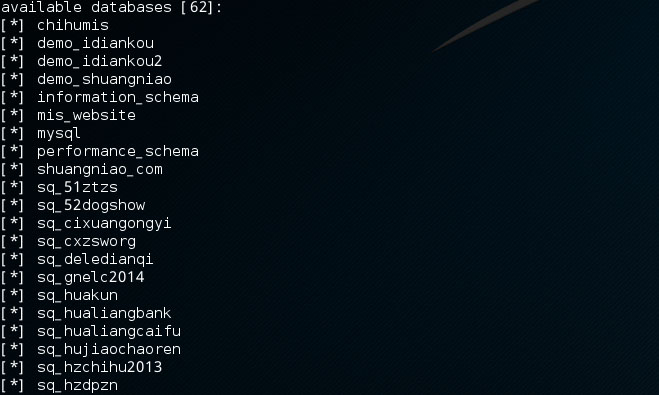 available databases [62]:
[*] chihumis
[*] demo_idiankou
[*] demo_idiankou2
[*] demo_shuangniao
[*] information_schema
[*] mis_website
[*] mysql
[*] performance_schema
[*] shuangniao_com
[*] sq_51ztzs
[*] sq_52dogshow
[*] sq_cixuangongyi
[*] sq_cxzsworg
[*] sq_deledianqi
[*] sq_gnelc2014
[*] sq_huakun
[*] sq_hualiangbank
[*] sq_hualiangcaifu
[*] sq_hujiaochaoren
[*] sq_hzchihu2013
[*] sq_hzdpzn